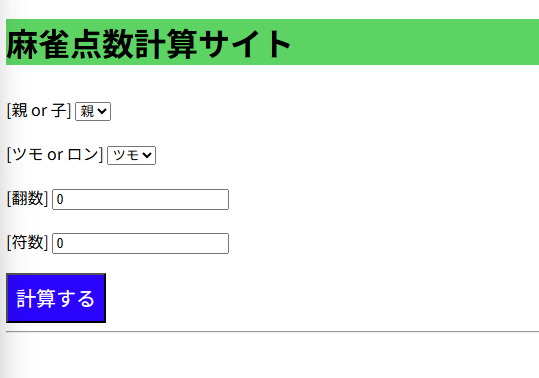 麻雀点数計算サイト
[親 or 子] 親
[ツモ or ロン] ツモ
[翻数] 0
[符数] 0
計算する